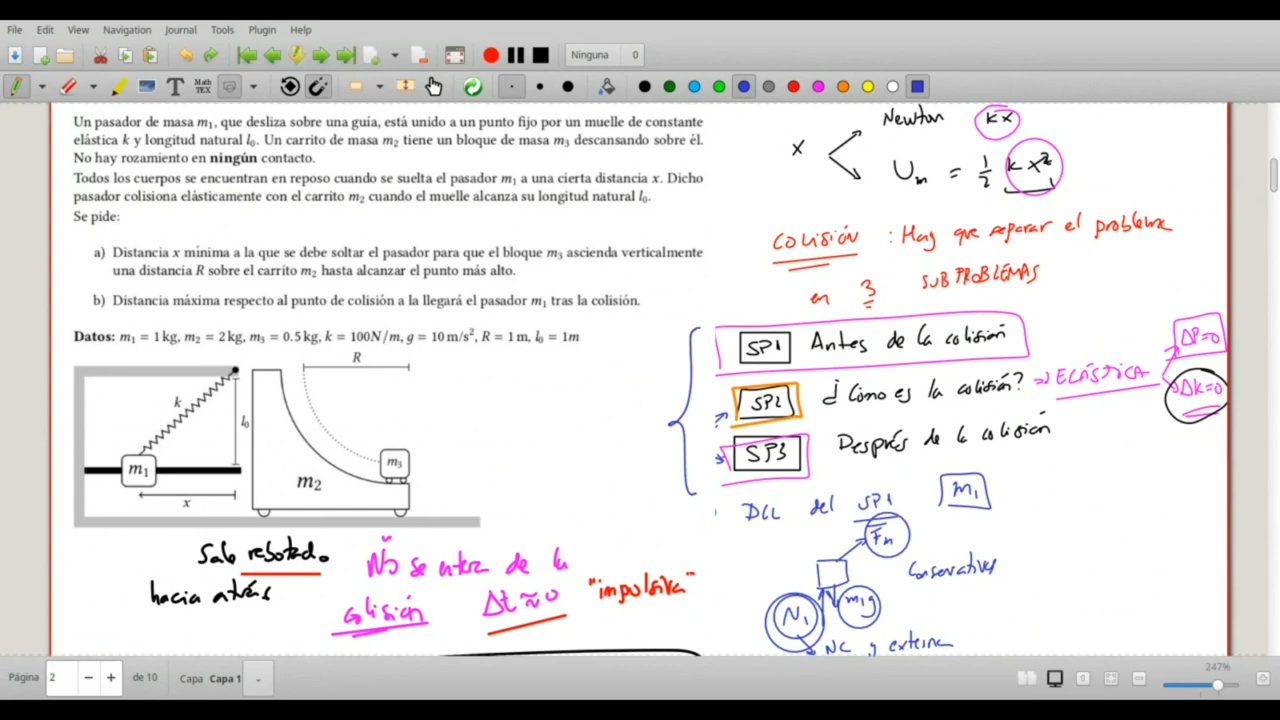 File Edit View Navigation Journal Tools Plugin Help
Ninguna 0
T Math TEX
Un pasador de masa m₁, que desliza sobre una guía, está unido a un punto fijo por un muelle de constante
elástica k y longitud natural l₀. Un carrito de masa m₂ tiene un bloque de masa m₃ descansando sobre él.
No hay rozamiento en ningún contacto.
Todos los cuerpos se encuentran en reposo cuando se suelta el pasador m₁ a una cierta distancia x. Dicho
pasador colisiona elásticamente con el carrito m₂ cuando el muelle alcanza su longitud natural l₀.
Se pide:
a) Distancia x mínima a la que se debe soltar el pasador para que el bloque m₃ ascienda verticalmente
una distancia R sobre el carrito m₂ hasta alcanzar el punto más alto.
b) Distancia máxima respecto al punto de colisión a la llegará el pasador m₁ tras la colisión.
Datos: m₁ = 1 kg, m₂ = 2 kg, m₃ = 0.5 kg, k = 100N/m, g = 10 m/s², R = 1 m, l₀ = 1m
R
k
l₀
m₁
m₃
m₂
x
Sale rebotado
hacia atrás
No se entera de la
colisión Δt ≈ 0 "impulsiva"
Newton kx
x
Uₘ = 1/2 k x²
COLISIÓN : Hay que separar el problema
en 3 SUBPROBLEMAS
SP1 Antes de la colisión
ΔP=0
SP2 ¿Cómo es la colisión? => ELÁSTICA
ΔK=0
SP3 Después de la colisión
DCL del SP1 m₁
Fₘ
Conservativas
N₁ m₁g
NC y externa
Página 2 de 10 Capa Capa 1
247%